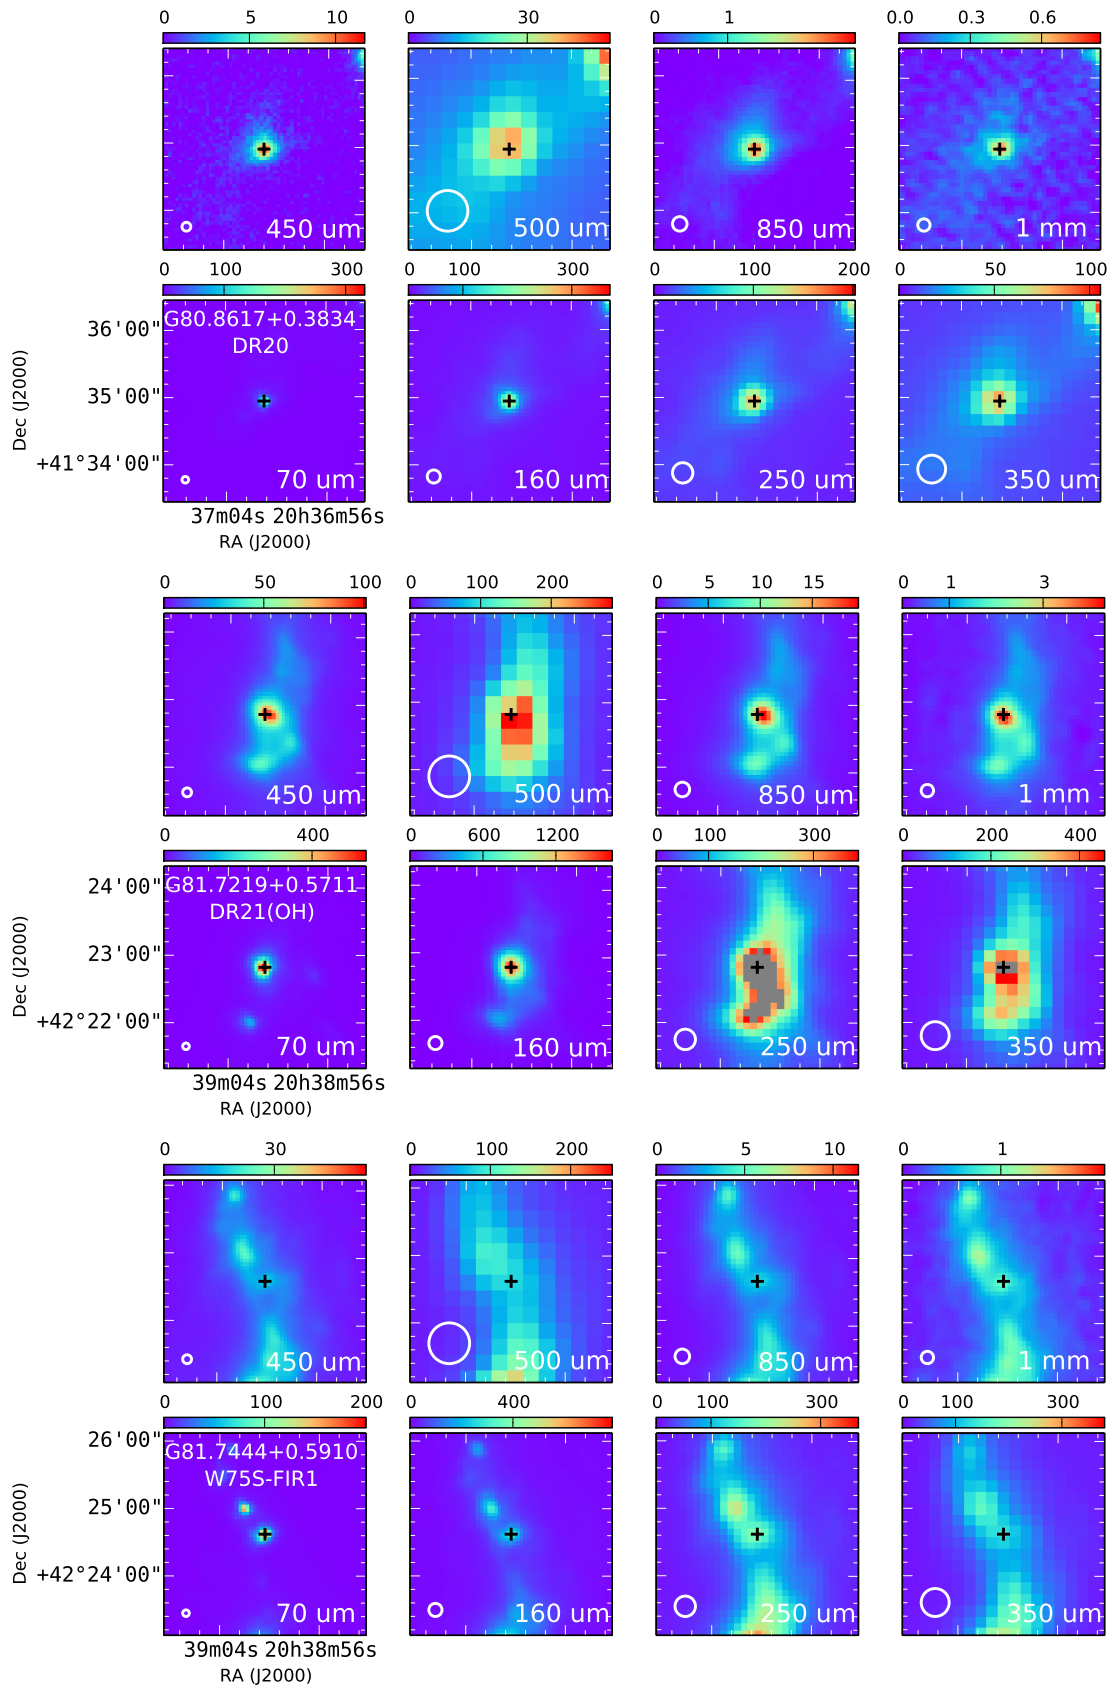 0 5 10 0 30 0 1 0.0 0.3 0.6
450 um 500 um 850 um 1 mm
0 100 300 0 100 300 0 100 200 0 50 100
G80.8617+0.3834
DR20
36'00"
35'00"
+41°34'00"
Dec (J2000)
70 um 160 um 250 um 350 um
37m04s 20h36m56s
RA (J2000)
0 50 100 0 100 200 0 5 10 15 0 1 3
450 um 500 um 850 um 1 mm
0 400 0 600 1200 0 100 300 0 200 400
G81.7219+0.5711
DR21(OH)
24'00"
23'00"
+42°22'00"
Dec (J2000)
70 um 160 um 250 um 350 um
39m04s 20h38m56s
RA (J2000)
0 30 0 100 200 0 5 10 0 1
450 um 500 um 850 um 1 mm
0 100 200 0 400 0 100 300 0 100 300
G81.7444+0.5910
W75S-FIR1
26'00"
25'00"
+42°24'00"
Dec (J2000)
70 um 160 um 250 um 350 um
39m04s 20h38m56s
RA (J2000)